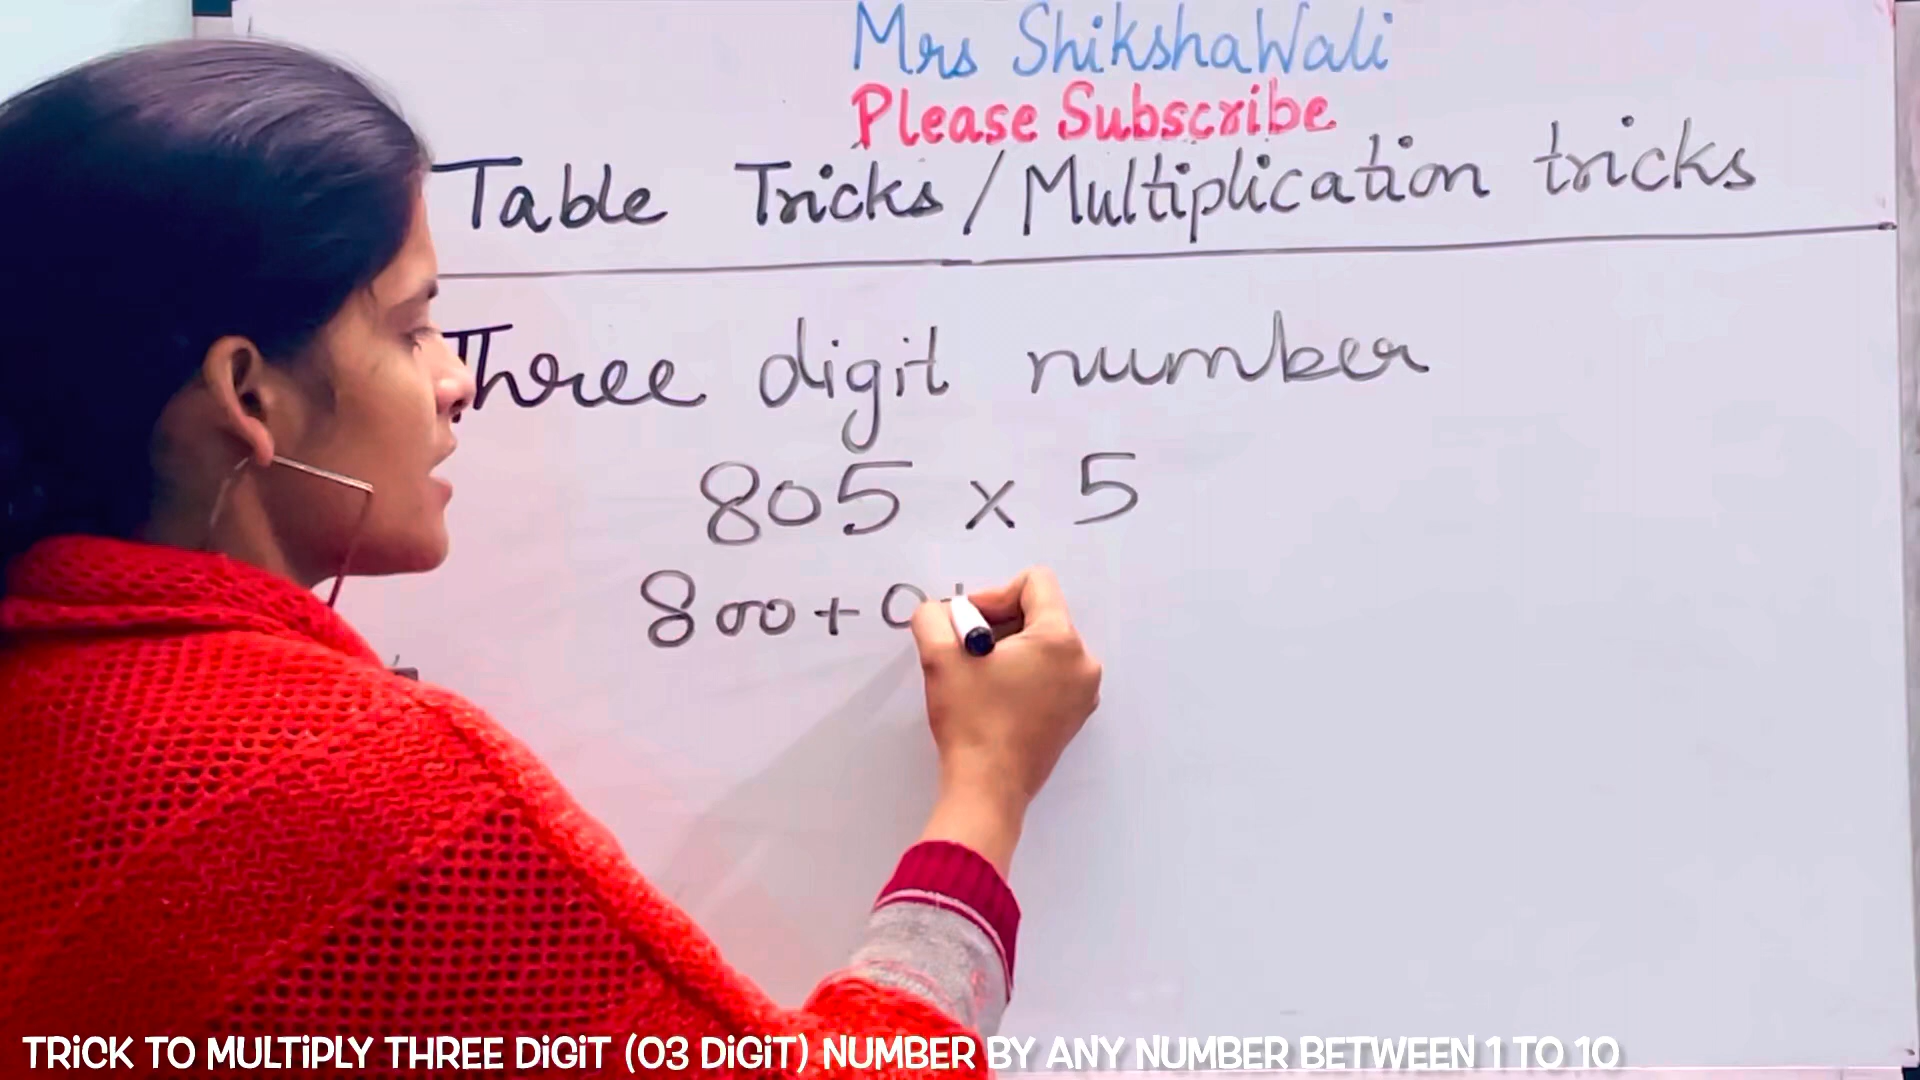 Mrs ShikshaWali
Please Subscribe
Table Tricks / Multiplication tricks
Three digit number
805 x 5
800 + 0 +
TRICK TO MULTIPLY THREE DIGIT (03 DIGIT) NUMBER BY ANY NUMBER BETWEEN 1 TO 10